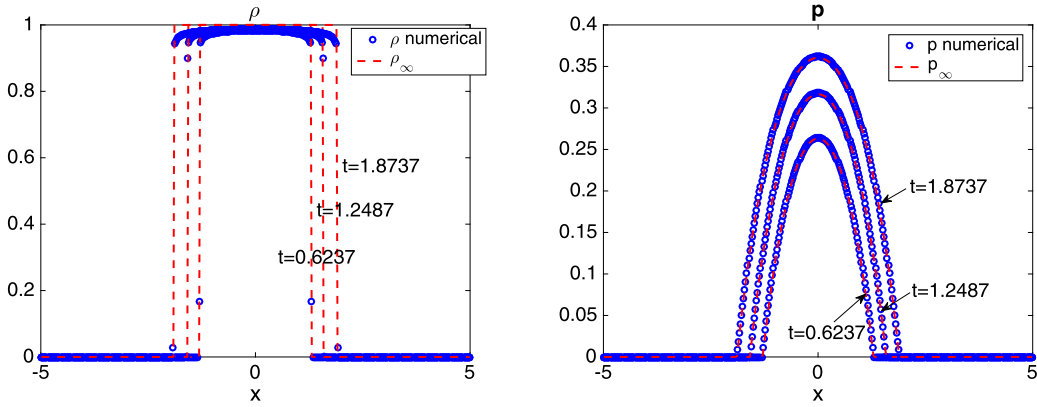 ρ
1
0.8
0.6
0.4
0.2
0
-5
0
5
x
ρ numerical
ρ∞
t=1.8737
t=1.2487
t=0.6237
p
0.4
0.35
0.3
0.25
0.2
0.15
0.1
0.05
0
-5
0
5
x
p numerical
p∞
t=1.8737
t=1.2487
t=0.6237